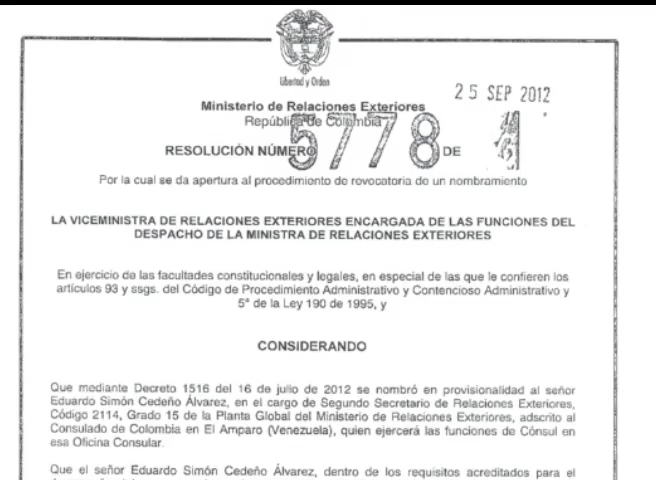 Libertad y Orden
25 SEP 2012
Ministerio de Relaciones Exteriores
República de Colombia
RESOLUCIÓN NÚMERO 5778 DE
Por la cual se da apertura al procedimiento de revocatoria de un nombramiento
LA VICEMINISTRA DE RELACIONES EXTERIORES ENCARGADA DE LAS FUNCIONES DEL
DESPACHO DE LA MINISTRA DE RELACIONES EXTERIORES
En ejercicio de las facultades constitucionales y legales, en especial de las que le confieren los
artículos 93 y ssgs. del Código de Procedimiento Administrativo y Contencioso Administrativo y
5° de la Ley 190 de 1995, y
CONSIDERANDO
Que mediante Decreto 1516 del 16 de julio de 2012 se nombró en provisionalidad al señor
Eduardo Simón Cedeño Álvarez, en el cargo de Segundo Secretario de Relaciones Exteriores,
Código 2114, Grado 15 de la Planta Global del Ministerio de Relaciones Exteriores, adscrito al
Consulado de Colombia en El Amparo (Venezuela), quien ejercerá las funciones de Cónsul en
esa Oficina Consular.
Que el señor Eduardo Simón Cedeño Álvarez, dentro de los requisitos acreditados para el